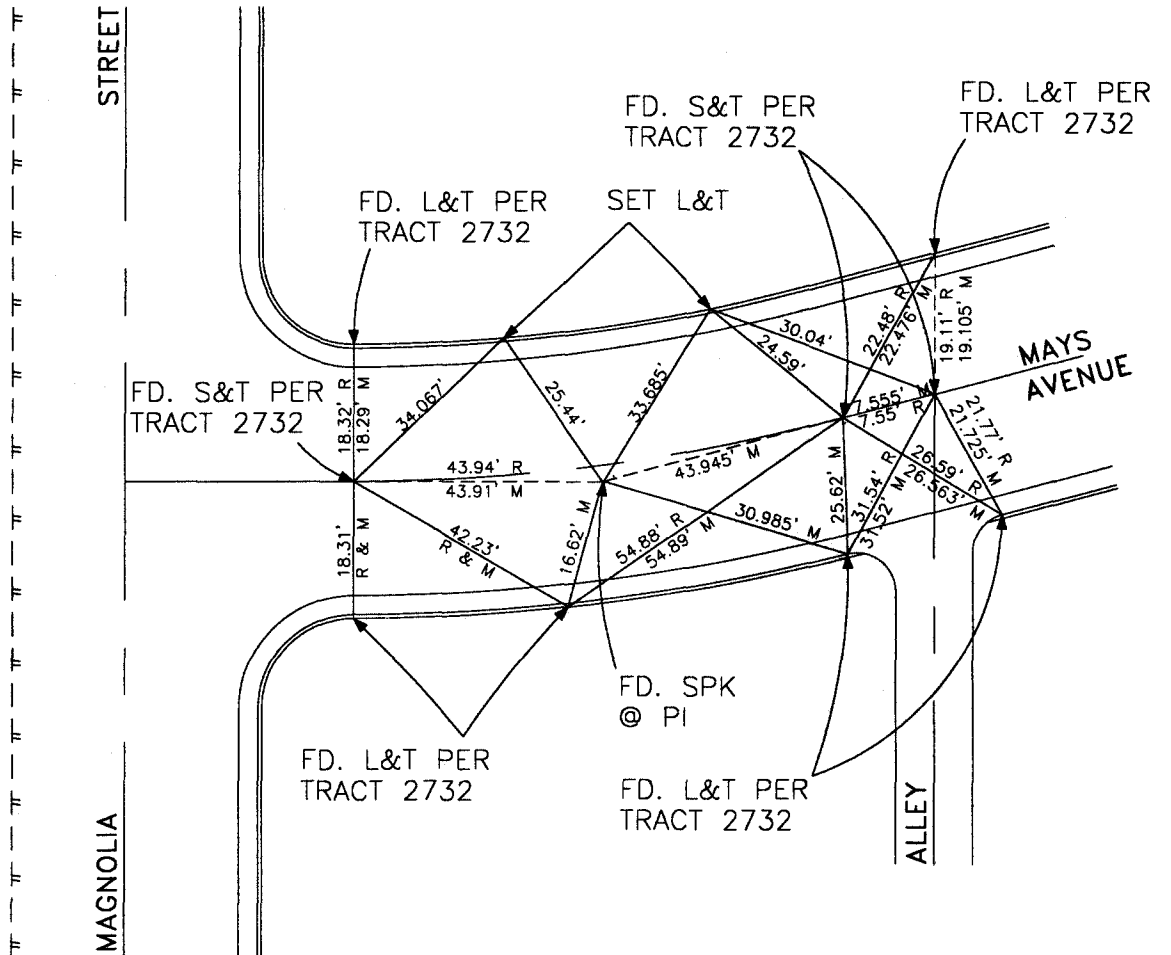 STREET
FD. S&T PER
TRACT 2732
FD. L&T PER
TRACT 2732
FD. L&T PER
TRACT 2732
SET L&T
FD. S&T PER
TRACT 2732
18.32' R
18.29' M
34.067'
25.44'
33.685'
30.04'
24.59'
22.48' R
22.476' M
19.11' R
19.105' M
MAYS
AVENUE
7.555' M
7.55' R
21.77' R
21.725' M
43.94' R
43.91' M
43.945' M
26.59' R
26.563' M
25.62' M
31.54' R
31.52' M
30.985' M
54.88' R
54.89' M
16.62' M
42.23'
R & M
18.31'
R & M
FD. SPK
@ PI
FD. L&T PER
TRACT 2732
FD. L&T PER
TRACT 2732
ALLEY
MAGNOLIA